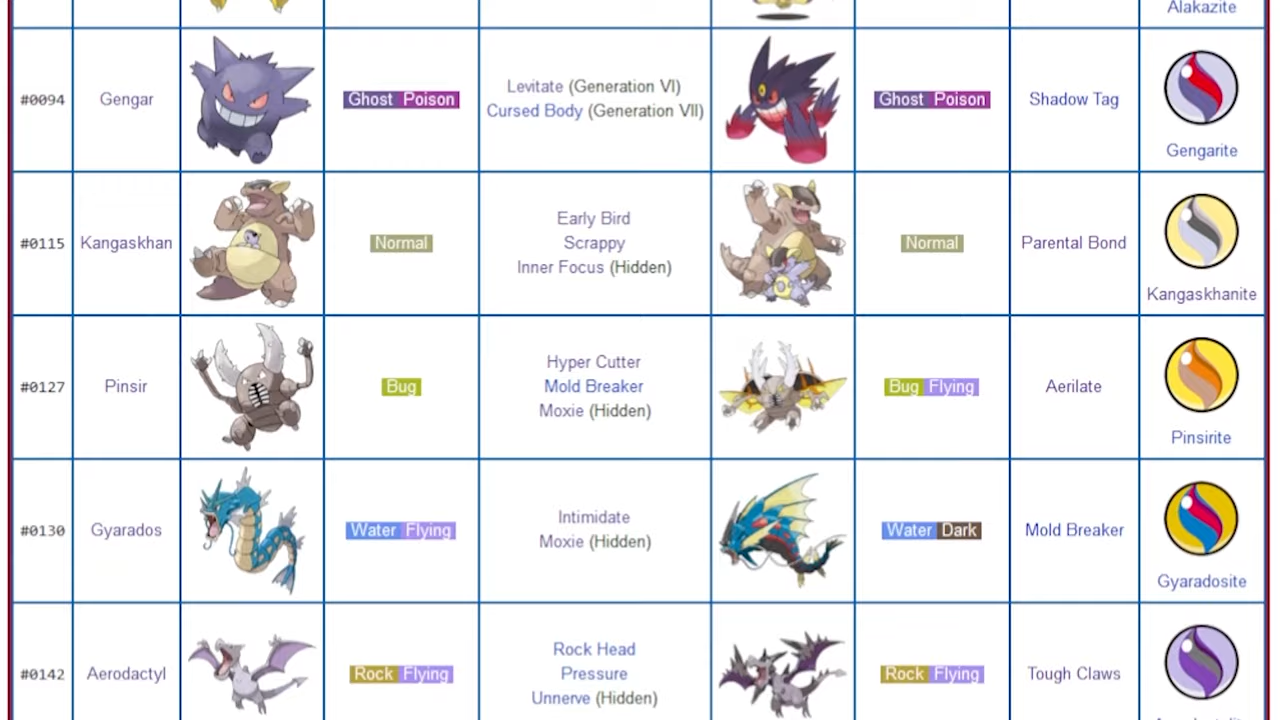 Alakazite
#0094
Gengar
Ghost Poison
Levitate (Generation VI)
Cursed Body (Generation VII)
Ghost Poison
Shadow Tag
Gengarite
#0115
Kangaskhan
Normal
Early Bird
Scrappy
Inner Focus (Hidden)
Normal
Parental Bond
Kangaskhanite
#0127
Pinsir
Bug
Hyper Cutter
Mold Breaker
Moxie (Hidden)
Bug Flying
Aerilate
Pinsirite
#0130
Gyarados
Water Flying
Intimidate
Moxie (Hidden)
Water Dark
Mold Breaker
Gyaradosite
#0142
Aerodactyl
Rock Flying
Rock Head
Pressure
Unnerve (Hidden)
Rock Flying
Tough Claws